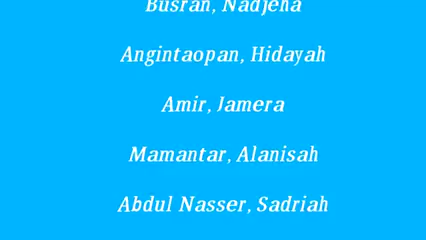 Busran, Nadjeha
Angintaopan, Hidayah
Amir, Jamera
Mamantar, Alanisah
Abdul Nasser, Sadriah